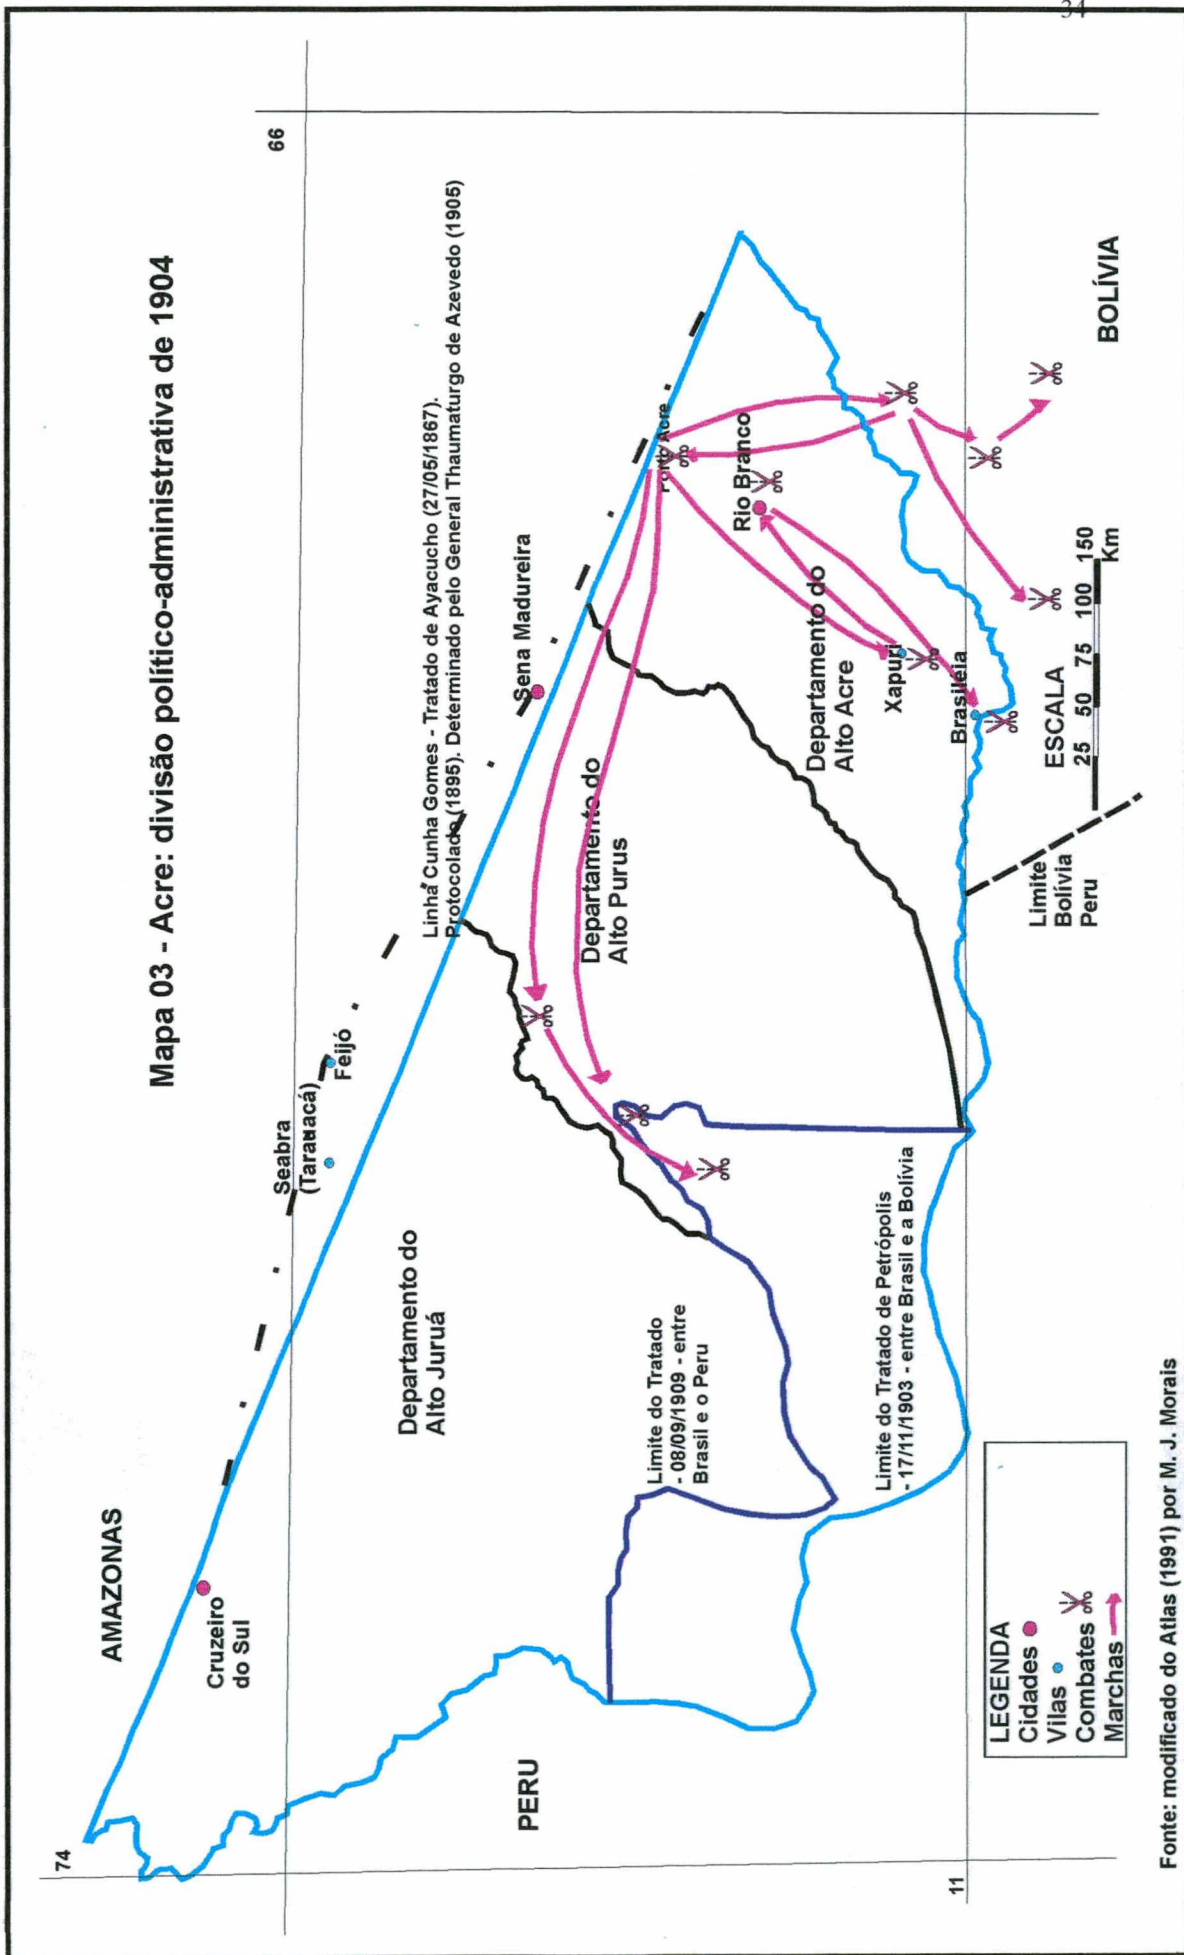 34
Mapa 03 - Acre: divisão político-administrativa de 1904
74
66
AMAZONAS
Cruzeiro
do Sul
Seabra
(Tarauacá)
Feijó
Linha Cunha Gomes - Tratado de Ayacucho (27/05/1867).
Protocolado (1895). Determinado pelo General Thaumaturgo de Azevedo (1905)
Sena Madureira
Departamento do
Alto Juruá
Departamento do
Alto Purus
Porto Acre
Rio Branco
Departamento do
Alto Acre
Xapuri
Brasileia
PERU
Limite do Tratado
- 08/09/1909 - entre
Brasil e o Peru
Limite do Tratado de Petrópolis
- 17/11/1903 - entre Brasil e a Bolívia
Limite
Bolívia
Peru
BOLÍVIA
11
ESCALA
25 50 75 100 150
Km
LEGENDA
Cidades
Vilas
Combates
Marchas
Fonte: modificado do Atlas (1991) por M. J. Morais